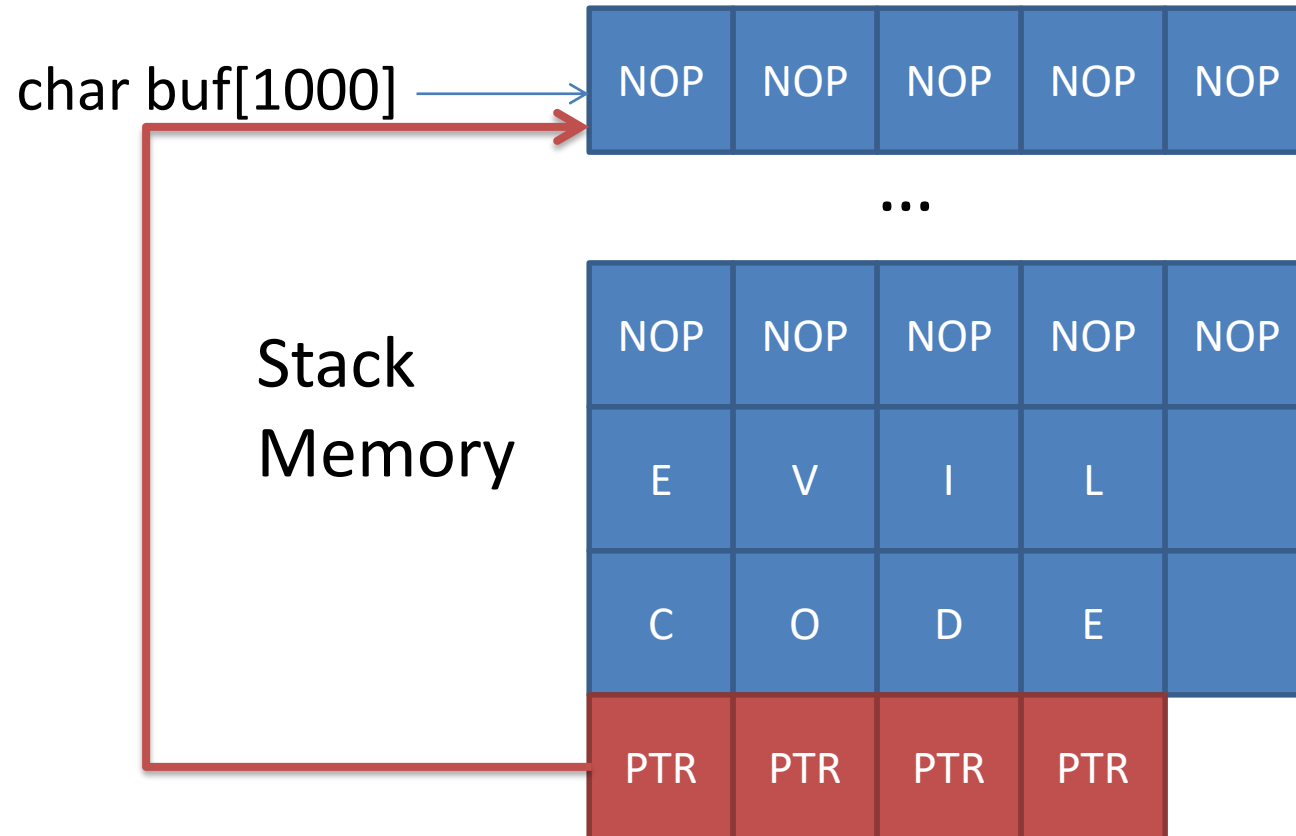 char buf[1000]
NOP NOP NOP NOP NOP
...
NOP NOP NOP NOP NOP
Stack
Memory
E V I L
C O D E
PTR PTR PTR PTR